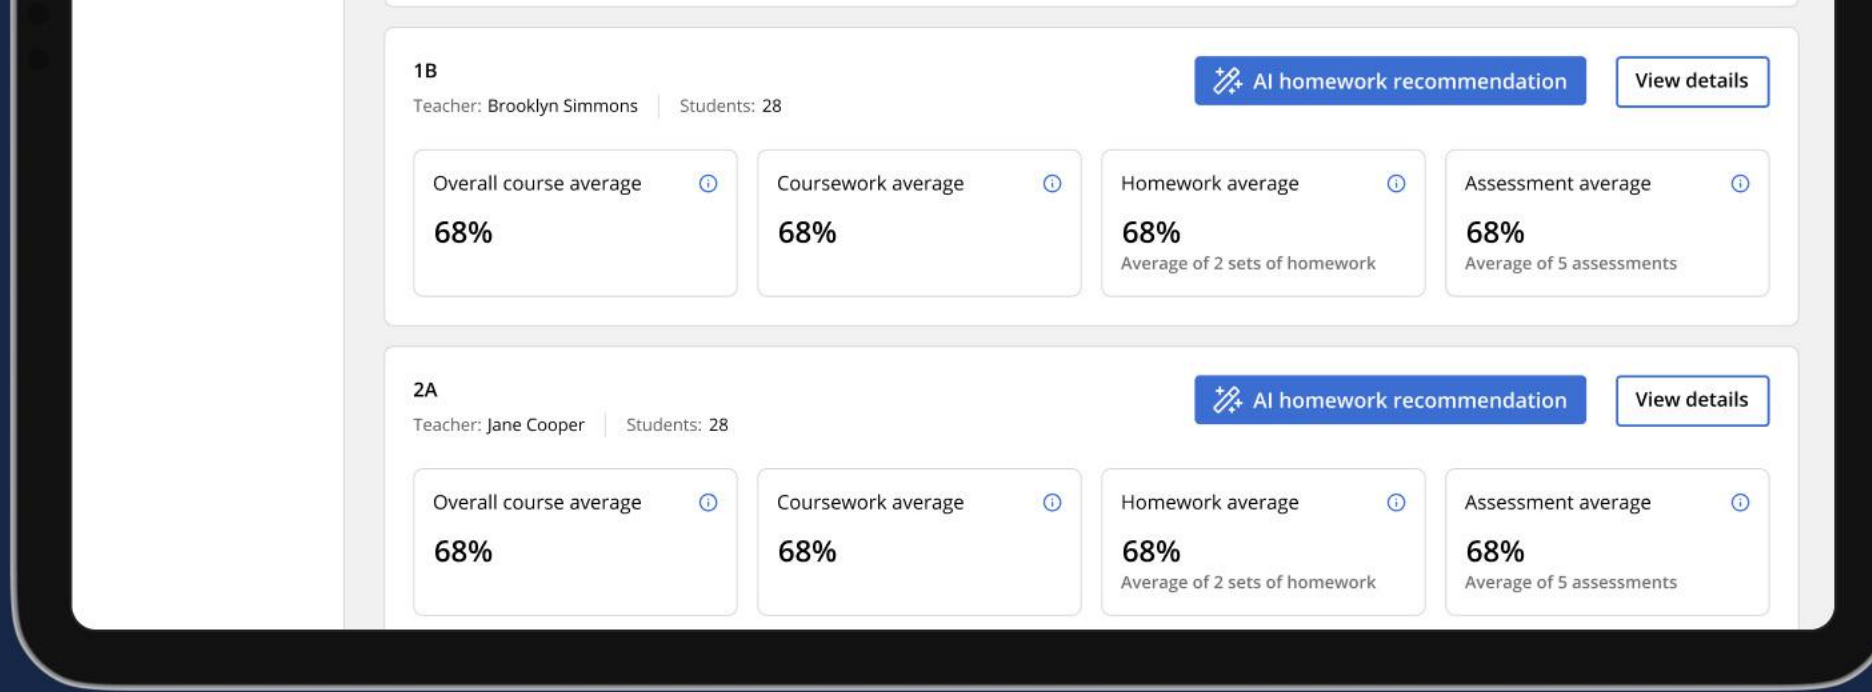 1B
AI homework recommendation
View details
Teacher: Brooklyn Simmons
Students: 28
Overall course average
Coursework average
Homework average
Assessment average
68%
68%
68%
68%
Average of 2 sets of homework
Average of 5 assessments
2A
AI homework recommendation
View details
Teacher: Jane Cooper
Students: 28
Overall course average
Coursework average
Homework average
Assessment average
68%
68%
68%
68%
Average of 2 sets of homework
Average of 5 assessments